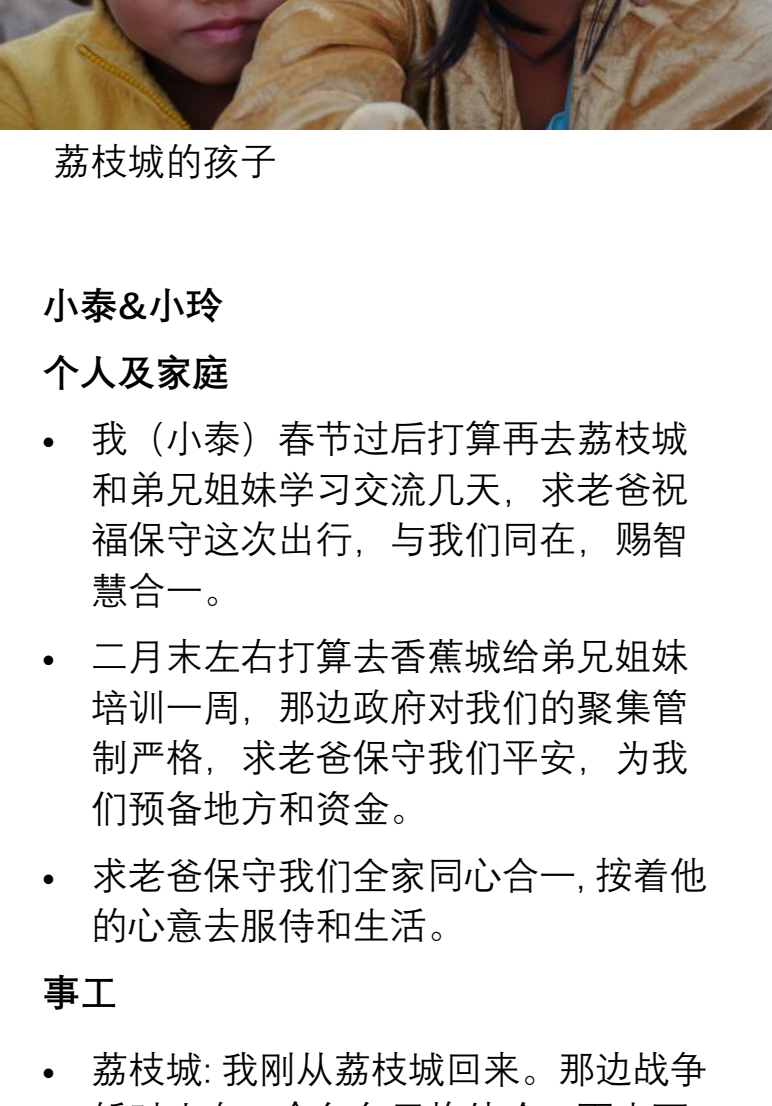 荔枝城的孩子
小泰&小玲
个人及家庭
• 我（小泰）春节过后打算再去荔枝城
和弟兄姐妹学习交流几天，求老爸祝
福保守这次出行，与我们同在，赐智
慧合一。
• 二月末左右打算去香蕉城给弟兄姐妹
培训一周，那边政府对我们的聚集管
制严格，求老爸保守我们平安，为我
们预备地方和资金。
• 求老爸保守我们全家同心合一, 按着他
的心意去服侍和生活。
事工
• 荔枝城: 我刚从荔枝城回来。那边战争